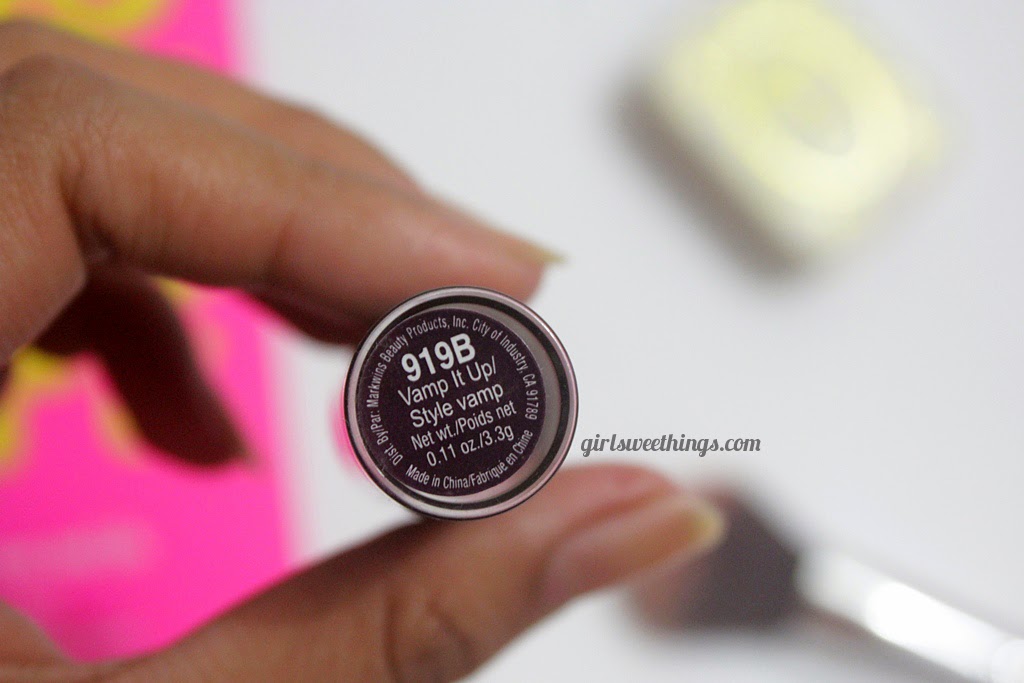 Dist. By/Par: Markwins Beauty Products, Inc. City of Industry, CA 91789
919B
Vamp It Up/
Style vamp
Net wt./Poids net
0.11 oz./3.3g
Made in China/Fabriqué en Chine
girlsweethings.com